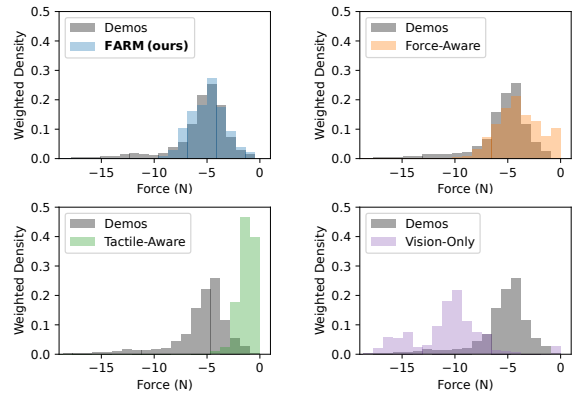 0.5
0.4
0.3
0.2
0.1
0.0
Weighted Density
Demos
FARM (ours)
−15
−10
−5
0
Force (N)
0.5
0.4
0.3
0.2
0.1
0.0
Weighted Density
Demos
Force-Aware
−15
−10
−5
0
Force (N)
0.5
0.4
0.3
0.2
0.1
0.0
Weighted Density
Demos
Tactile-Aware
−15
−10
−5
0
Force (N)
0.5
0.4
0.3
0.2
0.1
0.0
Weighted Density
Demos
Vision-Only
−15
−10
−5
0
Force (N)